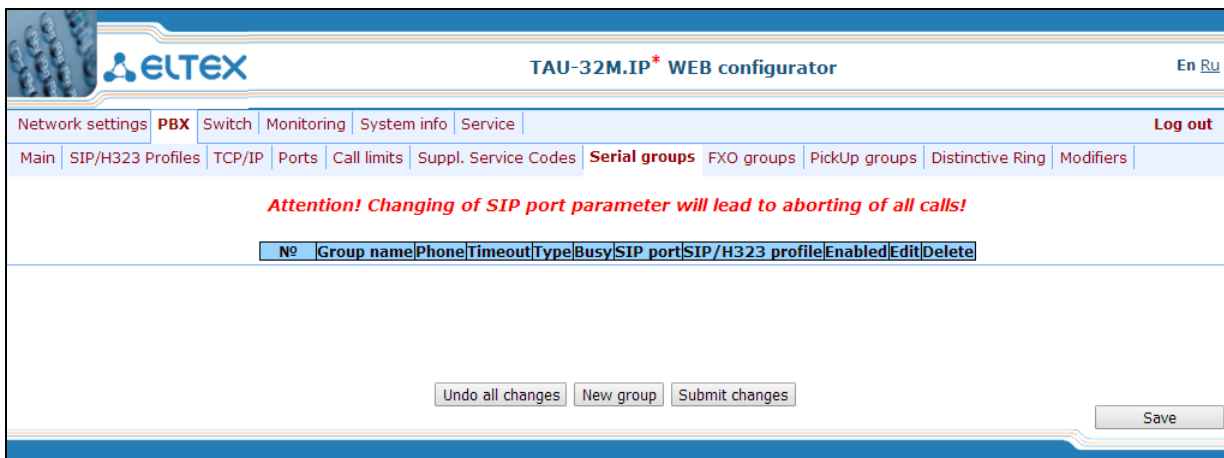 ELTEX
TAU-32M.IP* WEB configurator
En Ru
Network settings PBX Switch Monitoring System info Service
Log out
Main SIP/H323 Profiles TCP/IP Ports Call limits Suppl. Service Codes Serial groups FXO groups PickUp groups Distinctive Ring Modifiers
Attention! Changing of SIP port parameter will lead to aborting of all calls!
№ Group name Phone Timeout Type Busy SIP port SIP/H323 profile Enabled Edit Delete
Undo all changes New group Submit changes
Save